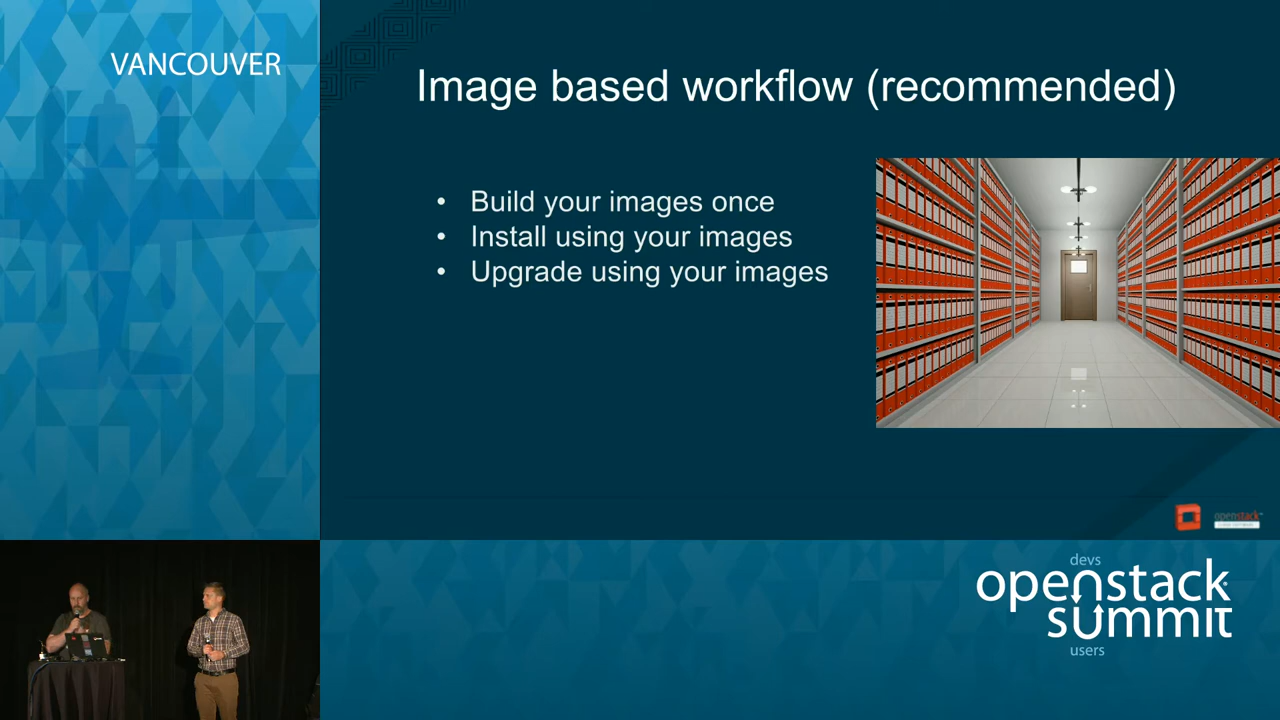 VANCOUVER
Image based workflow (recommended)
• Build your images once
• Install using your images
• Upgrade using your images
openstack
devs
openstack
summit
users